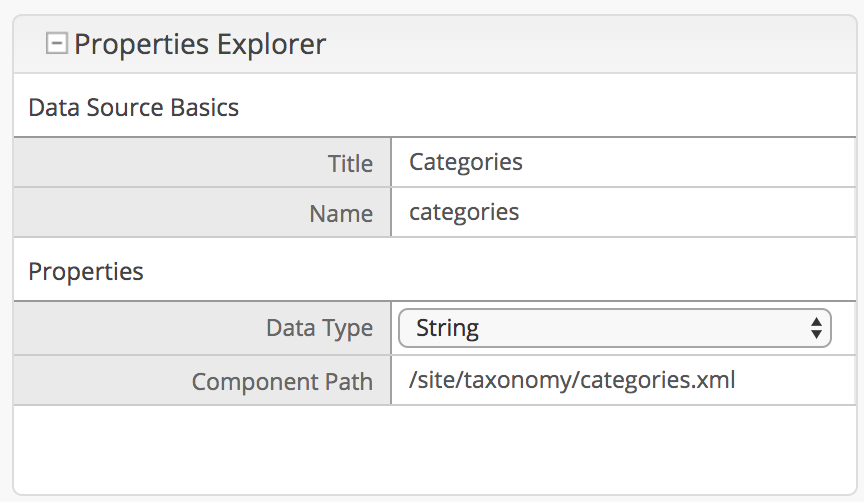 Properties Explorer
Data Source Basics
Title Categories
Name categories
Properties
Data Type String
Component Path /site/taxonomy/categories.xml